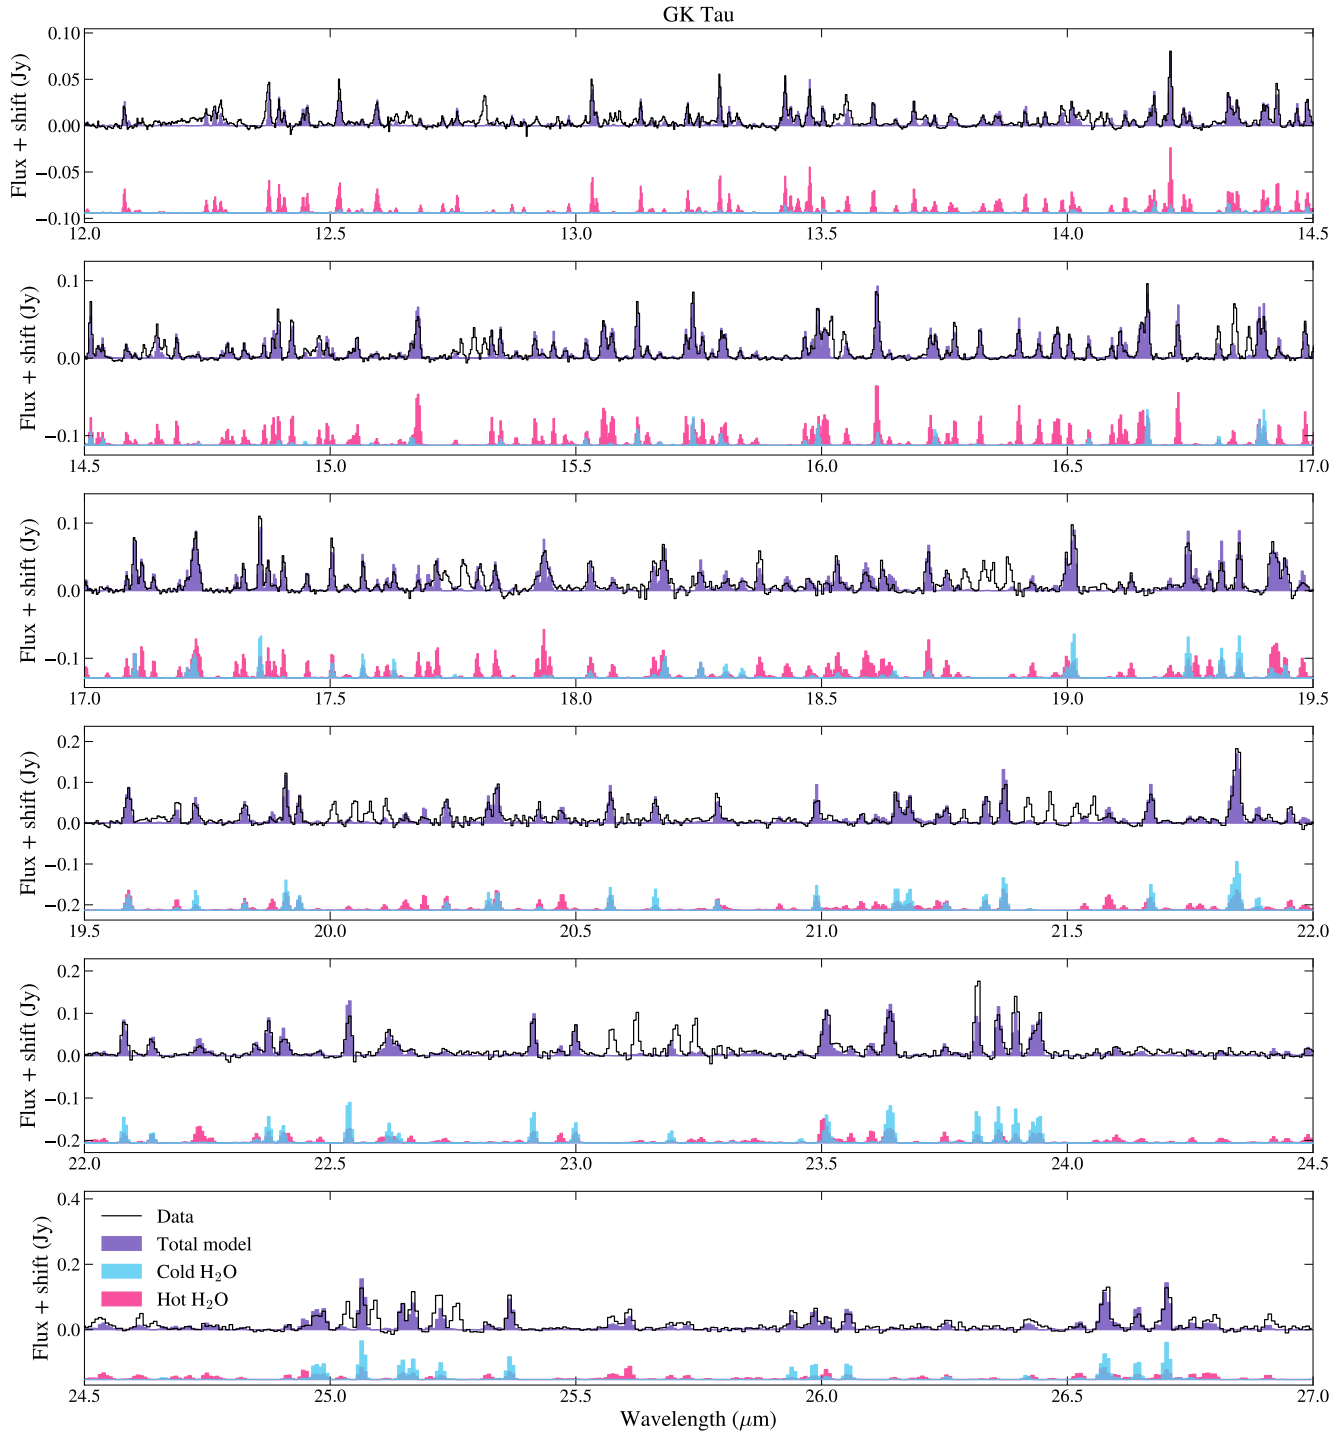 GK Tau
Flux + shift (Jy)
0.10
0.05
0.00
−0.05
−0.10
12.0 12.5 13.0 13.5 14.0 14.5
Flux + shift (Jy)
0.1
0.0
−0.1
14.5 15.0 15.5 16.0 16.5 17.0
Flux + shift (Jy)
0.1
0.0
−0.1
17.0 17.5 18.0 18.5 19.0 19.5
Flux + shift (Jy)
0.2
0.1
0.0
−0.1
−0.2
19.5 20.0 20.5 21.0 21.5 22.0
Flux + shift (Jy)
0.2
0.1
0.0
−0.1
−0.2
22.0 22.5 23.0 23.5 24.0 24.5
Flux + shift (Jy)
0.4
0.2
0.0
Data
Total model
Cold H₂O
Hot H₂O
24.5 25.0 25.5 26.0 26.5 27.0
Wavelength (μm)